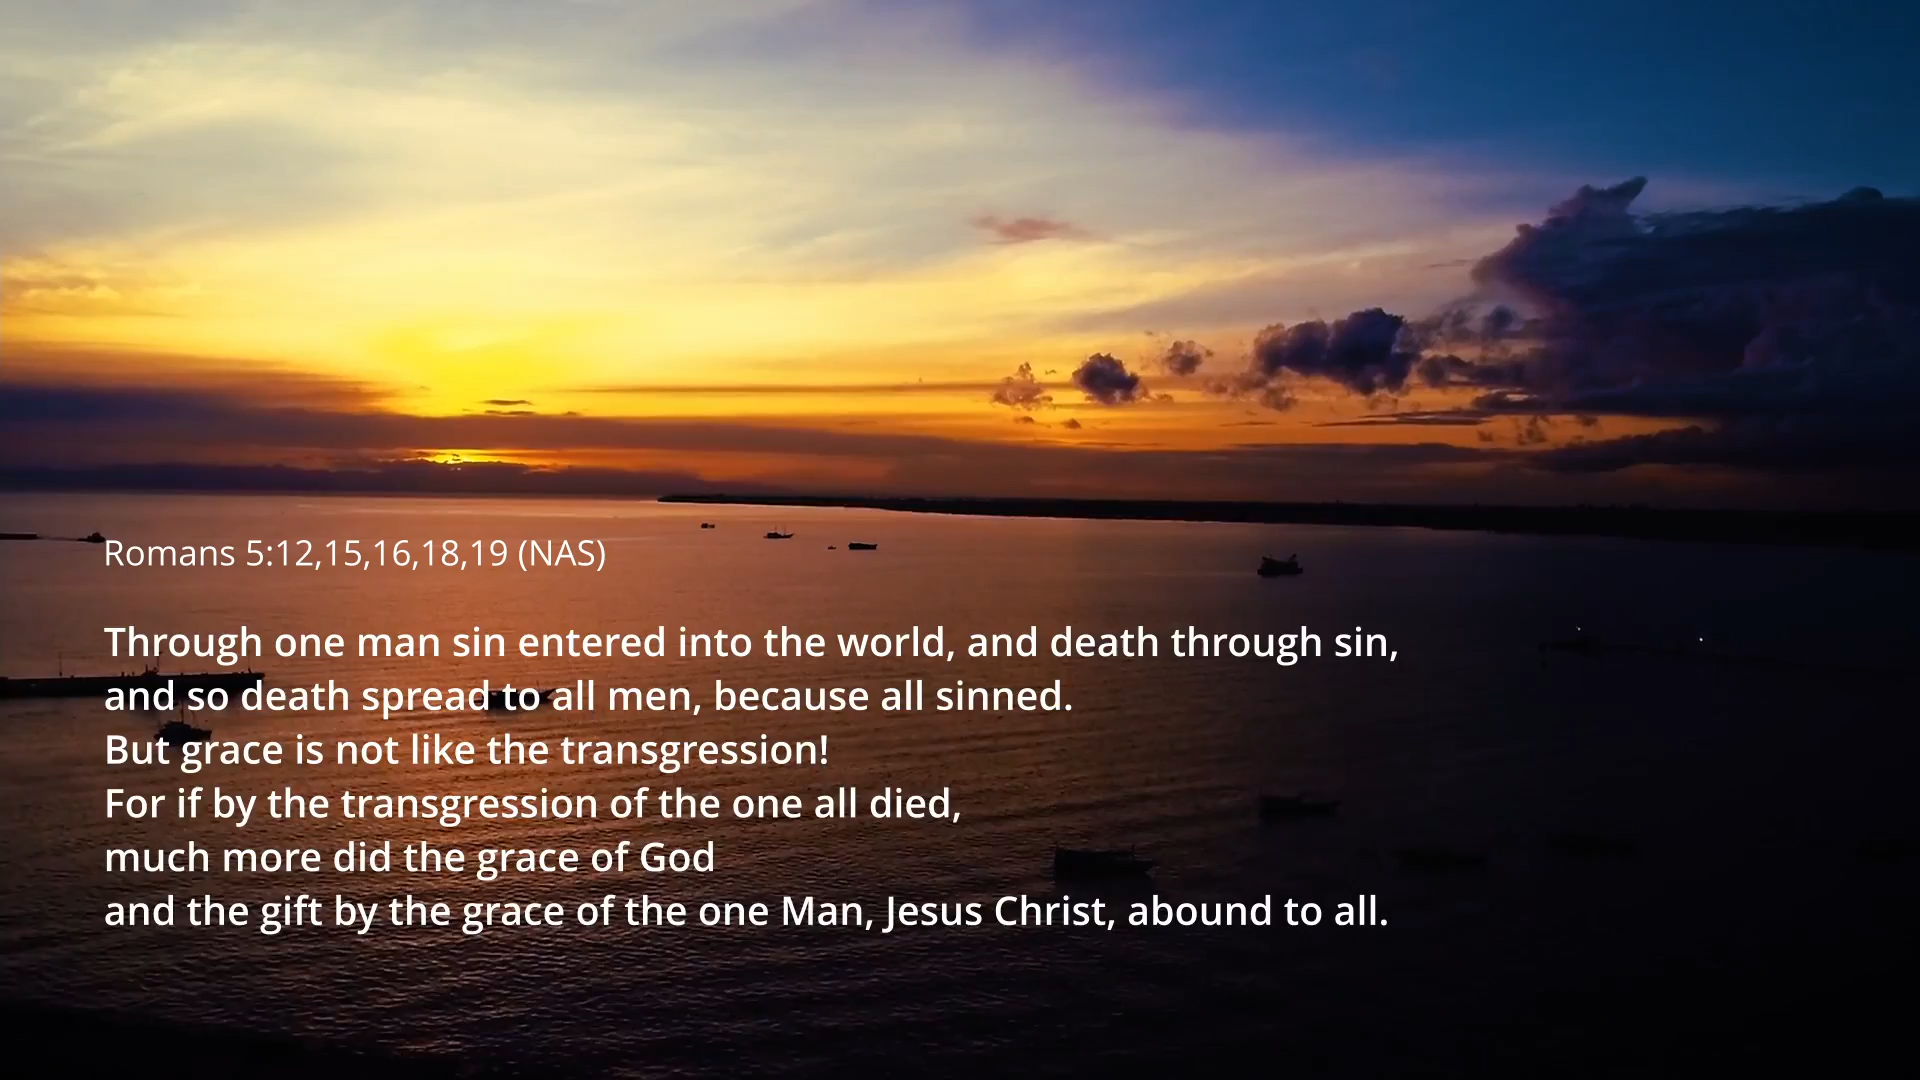 Romans 5:12,15,16,18,19 (NAS)
Through one man sin entered into the world, and death through sin,
and so death spread to all men, because all sinned.
But grace is not like the transgression!
For if by the transgression of the one all died,
much more did the grace of God
and the gift by the grace of the one Man, Jesus Christ, abound to all.